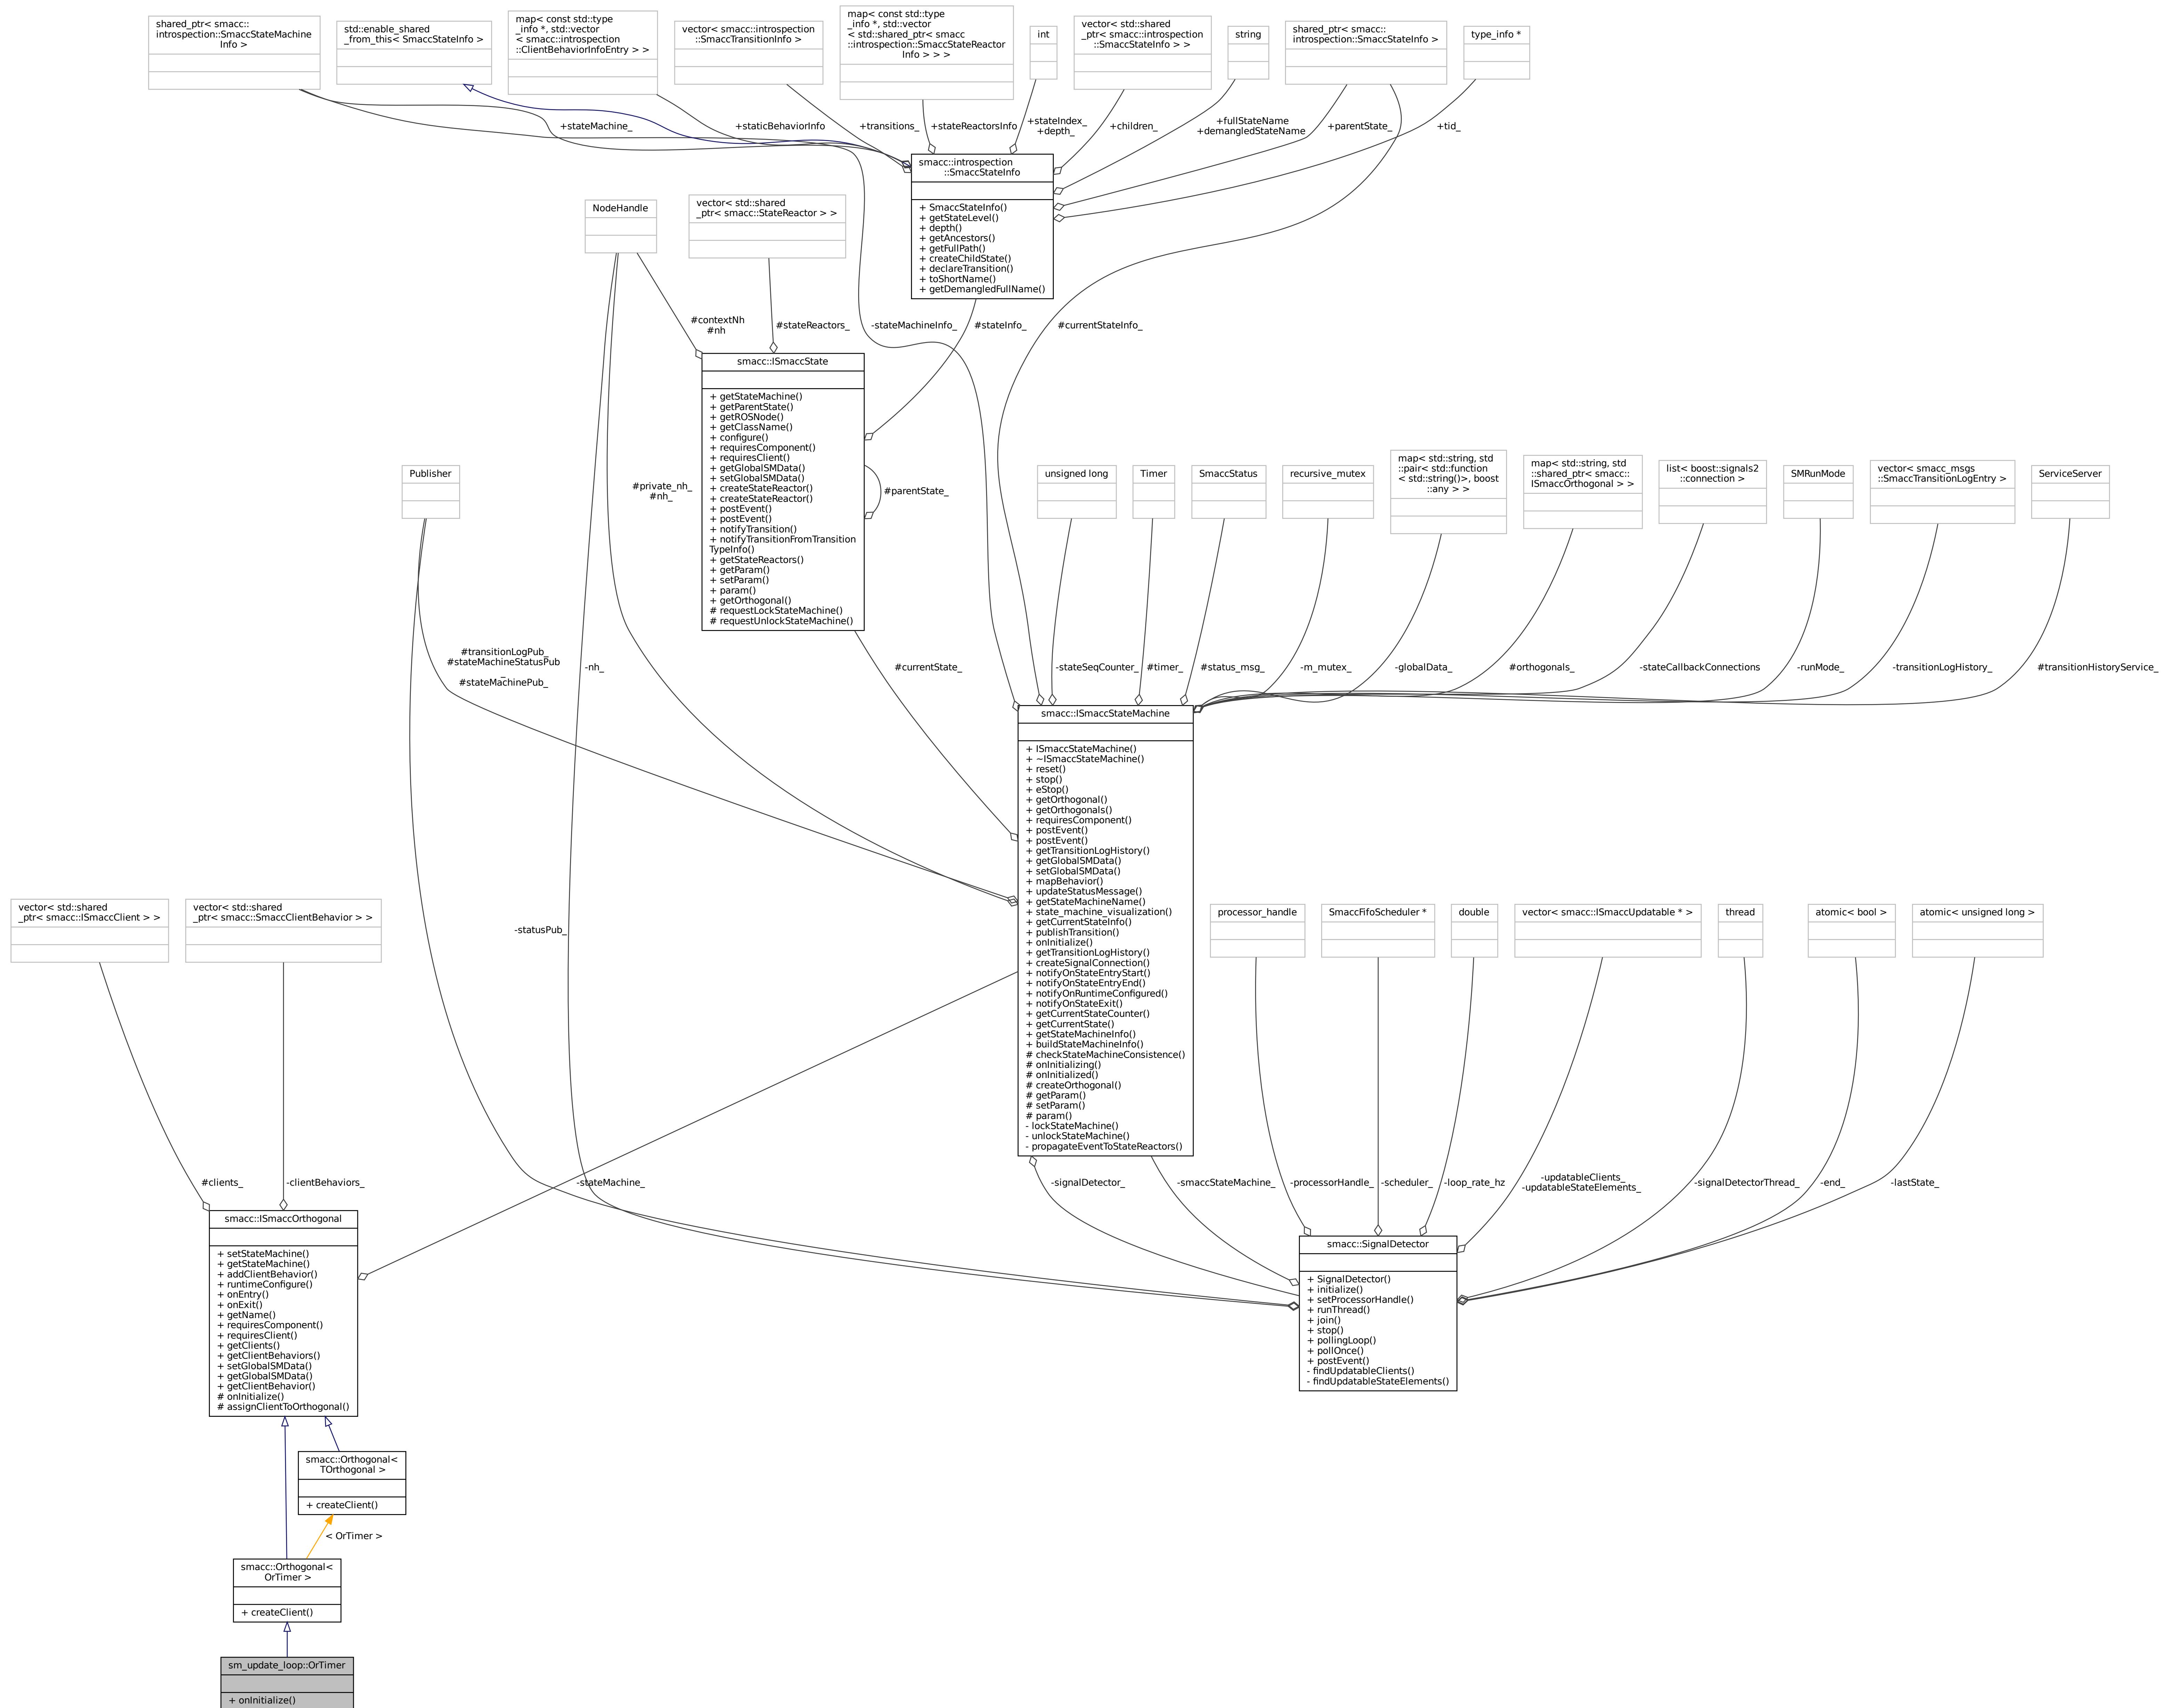 shared_ptr< smacc::
introspection::SmaccStateMachine
Info >
std::enable_shared
_from_this< SmaccStateInfo >
map< const std::type
_info *, std::vector
< smacc::introspection
::ClientBehaviorInfoEntry > >
vector< smacc::introspection
::SmaccTransitionInfo >
map< const std::type
_info *, std::vector
< std::shared_ptr< smacc
::introspection::SmaccStateReactor
Info > > >
int
vector< std::shared
_ptr< smacc::introspection
::SmaccStateInfo > >
string
shared_ptr< smacc::
introspection::SmaccStateInfo >
type_info *
+stateMachine_
+staticBehaviorInfo
+transitions_
+stateReactorsInfo
+stateIndex_
+depth_
+children_
+fullStateName
+demangledStateName
+parentState_
+tid_
smacc::introspection
::SmaccStateInfo
+ SmaccStateInfo()
+ getStateLevel()
+ depth()
+ getAncestors()
+ getFullPath()
+ createChildState()
+ declareTransition()
+ toShortName()
+ getDemangledFullName()
NodeHandle
vector< std::shared
_ptr< smacc::StateReactor > >
#contextNh
#nh
#stateReactors_
-stateMachineInfo_
#stateInfo_
#currentStateInfo_
smacc::ISmaccState
+ getStateMachine()
+ getParentState()
+ getROSNode()
+ getClassName()
+ configure()
+ requiresComponent()
+ requiresClient()
+ getGlobalSMData()
+ setGlobalSMData()
+ createStateReactor()
+ createStateReactor()
+ postEvent()
+ postEvent()
+ notifyTransition()
+ notifyTransitionFromTransition
TypeInfo()
+ getStateReactors()
+ getParam()
+ setParam()
+ param()
+ getOrthogonal()
# requestLockStateMachine()
# requestUnlockStateMachine()
#parentState_
Publisher
#private_nh_
#nh_
unsigned long
Timer
SmaccStatus
recursive_mutex
map< std::string, std
::pair< std::function
< std::string()>, boost
::any > >
map< std::string, std
::shared_ptr< smacc::
ISmaccOrthogonal > >
list< boost::signals2
::connection >
SMRunMode
vector< smacc_msgs
::SmaccTransitionLogEntry >
ServiceServer
#transitionLogPub_
#stateMachineStatusPub
_
#stateMachinePub_
-nh_
#currentState_
-stateSeqCounter_
#timer_
#status_msg_
-m_mutex_
-globalData_
#orthogonals_
-stateCallbackConnections
-runMode_
-transitionLogHistory_
#transitionHistoryService_
smacc::ISmaccStateMachine
+ ISmaccStateMachine()
+ ~ISmaccStateMachine()
+ reset()
+ stop()
+ eStop()
+ getOrthogonal()
+ getOrthogonals()
+ requiresComponent()
+ postEvent()
+ postEvent()
+ getTransitionLogHistory()
+ getGlobalSMData()
+ setGlobalSMData()
+ mapBehavior()
+ updateStatusMessage()
+ getStateMachineName()
+ state_machine_visualization()
+ getCurrentStateInfo()
+ publishTransition()
+ onInitialize()
+ getTransitionLogHistory()
+ createSignalConnection()
+ notifyOnStateEntryStart()
+ notifyOnStateEntryEnd()
+ notifyOnRuntimeConfigured()
+ notifyOnStateExit()
+ getCurrentStateCounter()
+ getCurrentState()
+ getStateMachineInfo()
+ buildStateMachineInfo()
# checkStateMachineConsistence()
# onInitializing()
# onInitialized()
# createOrthogonal()
# getParam()
# setParam()
# param()
- lockStateMachine()
- unlockStateMachine()
- propagateEventToStateReactors()
vector< std::shared
_ptr< smacc::ISmaccClient > >
vector< std::shared
_ptr< smacc::SmaccClientBehavior > >
-statusPub_
processor_handle
SmaccFifoScheduler *
double
vector< smacc::ISmaccUpdatable * >
thread
atomic< bool >
atomic< unsigned long >
#clients_
-clientBehaviors_
-stateMachine_
-signalDetector_
-smaccStateMachine_
-processorHandle_
-scheduler_
-loop_rate_hz
-updatableClients_
-updatableStateElements_
-signalDetectorThread_
-end_
-lastState_
smacc::ISmaccOrthogonal
+ setStateMachine()
+ getStateMachine()
+ addClientBehavior()
+ runtimeConfigure()
+ onEntry()
+ onExit()
+ getName()
+ requiresComponent()
+ requiresClient()
+ getClients()
+ getClientBehaviors()
+ setGlobalSMData()
+ getGlobalSMData()
+ getClientBehavior()
# onInitialize()
# assignClientToOrthogonal()
smacc::SignalDetector
+ SignalDetector()
+ initialize()
+ setProcessorHandle()
+ runThread()
+ join()
+ stop()
+ pollingLoop()
+ pollOnce()
+ postEvent()
- findUpdatableClients()
- findUpdatableStateElements()
smacc::Orthogonal<
TOrthogonal >
+ createClient()
< OrTimer >
smacc::Orthogonal<
OrTimer >
+ createClient()
sm_update_loop::OrTimer
+ onInitialize()